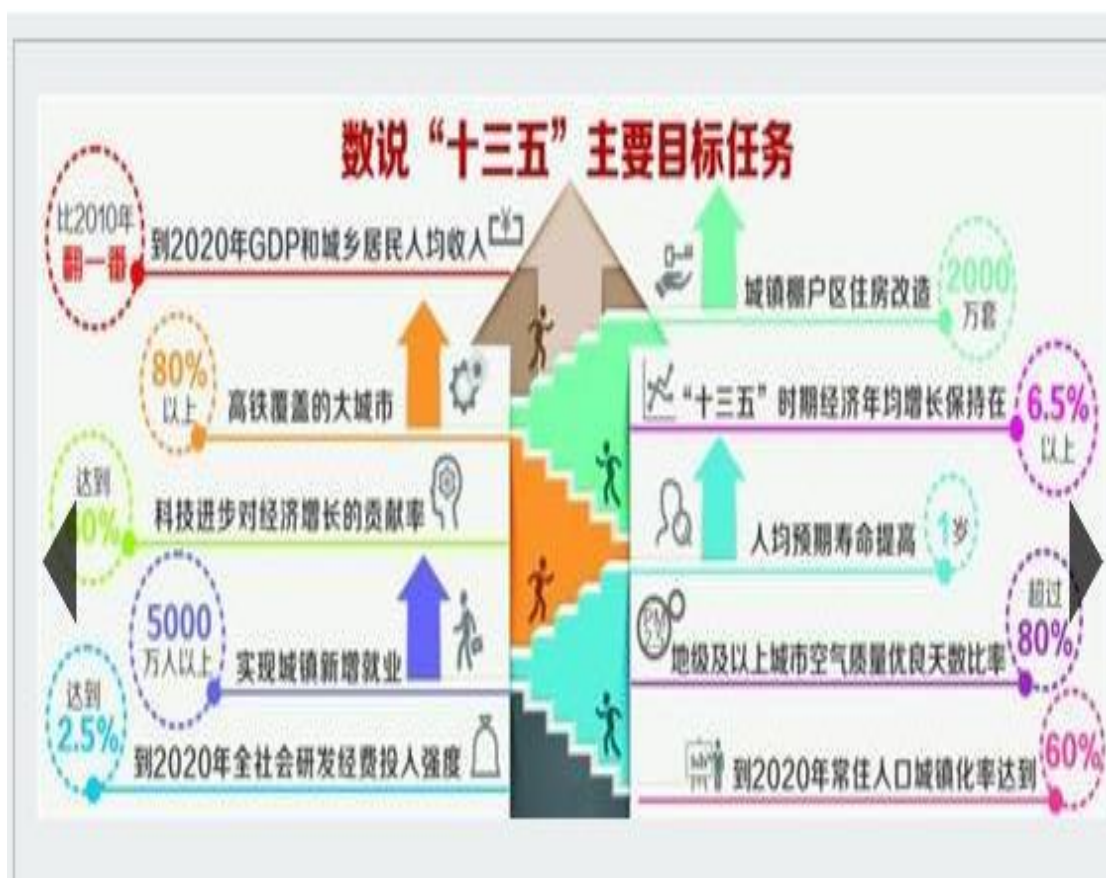 数说“十三五”主要目标任务
比2010年
翻一番
到2020年GDP和城乡居民人均收入
80%
以上
高铁覆盖的大城市
达到
0%
科技进步对经济增长的贡献率
5000
万人以上
实现城镇新增就业
达到
2.5%
到2020年全社会研发经费投入强度
城镇棚户区住房改造
2000
万套
“十三五”时期经济年均增长保持在
6.5%
以上
人均预期寿命提高
1岁
地级及以上城市空气质量优良天数比率
超过
80%
到2020年常住人口城镇化率达到
60%